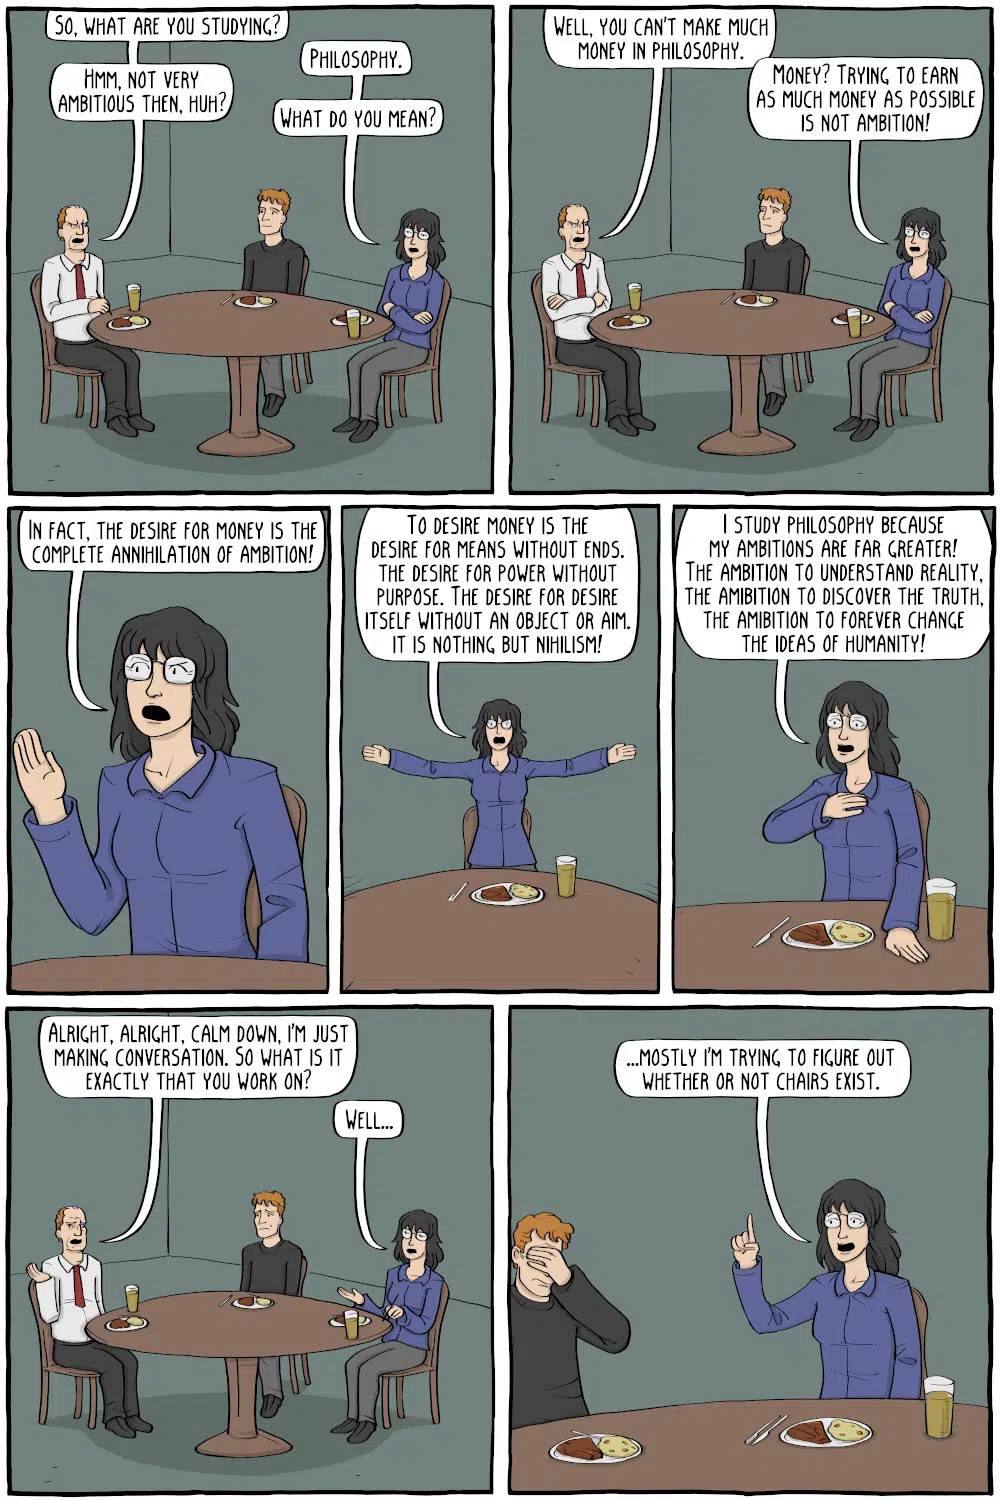 SO, WHAT ARE YOU STUDYING?
PHILOSOPHY.
HMM, NOT VERY
AMBITIOUS THEN, HUH?
WHAT DO YOU MEAN?
WELL, YOU CAN'T MAKE MUCH
MONEY IN PHILOSOPHY.
MONEY? TRYING TO EARN
AS MUCH MONEY AS POSSIBLE
IS NOT AMBITION!
IN FACT, THE DESIRE FOR MONEY IS THE
COMPLETE ANNIHILATION OF AMBITION!
TO DESIRE MONEY IS THE
DESIRE FOR MEANS WITHOUT ENDS.
THE DESIRE FOR POWER WITHOUT
PURPOSE. THE DESIRE FOR DESIRE
ITSELF WITHOUT AN OBJECT OR AIM.
IT IS NOTHING BUT NIHILISM!
I STUDY PHILOSOPHY BECAUSE
MY AMBITIONS ARE FAR GREATER!
THE AMBITION TO UNDERSTAND REALITY,
THE AMIBITION TO DISCOVER THE TRUTH,
THE AMIBITION TO FOREVER CHANGE
THE IDEAS OF HUMANITY!
ALRIGHT, ALRIGHT, CALM DOWN, I'M JUST
MAKING CONVERSATION. SO WHAT IS IT
EXACTLY THAT YOU WORK ON?
WELL...
...MOSTLY I'M TRYING TO FIGURE OUT
WHETHER OR NOT CHAIRS EXIST.